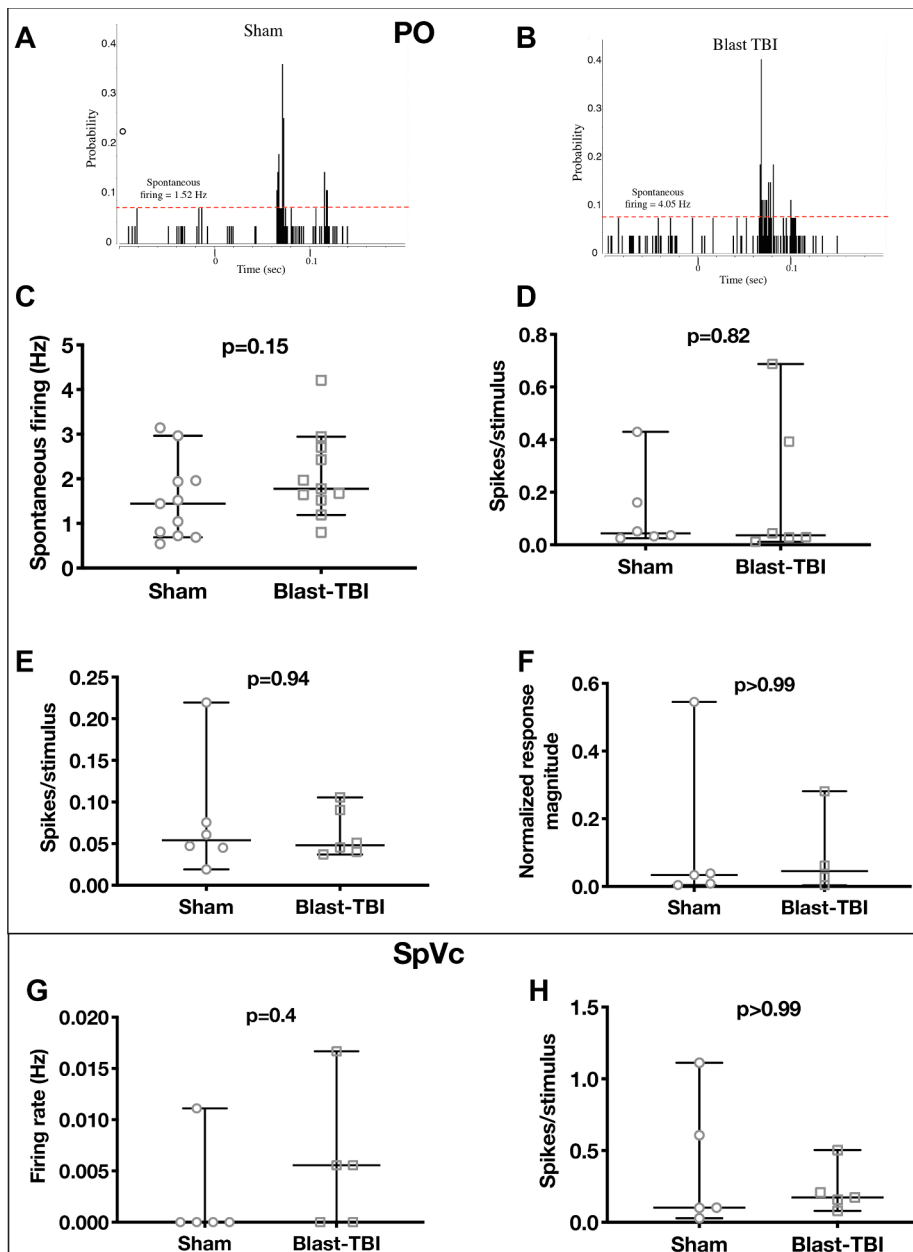 A
Sham
PO
B
Blast TBI
0.4
0.3
0.2
0.1
0
Probability
Spontaneous
firing = 1.52 Hz
0
0.1
Time (sec)
0.4
0.3
0.2
0.1
0
Probability
Spontaneous
firing = 4.05 Hz
0
0.1
Time (sec)
C
p=0.15
Spontaneous firing (Hz)
5
4
3
2
1
0
Sham
Blast-TBI
D
p=0.82
Spikes/stimulus
0.8
0.6
0.4
0.2
0.0
Sham
Blast-TBI
E
p=0.94
Spikes/stimulus
0.25
0.20
0.15
0.10
0.05
0.00
Sham
Blast-TBI
F
p>0.99
Normalized response
magnitude
0.6
0.4
0.2
0.0
Sham
Blast-TBI
SpVc
G
p=0.4
Firing rate (Hz)
0.020
0.015
0.010
0.005
0.000
Sham
Blast-TBI
H
p>0.99
Spikes/stimulus
1.5
1.0
0.5
0.0
Sham
Blast-TBI